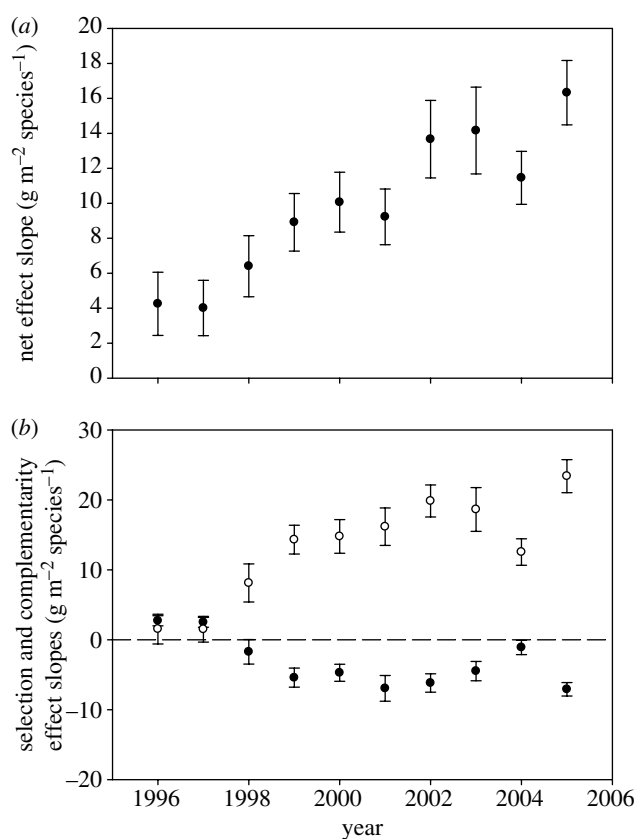 (a)
net effect slope (g m⁻² species⁻¹)
20
18
16
14
12
10
8
6
4
2
0
(b)
selection and complementarity
effect slopes (g m⁻² species⁻¹)
30
20
10
0
–10
–20
1996 1998 2000 2002 2004 2006
year